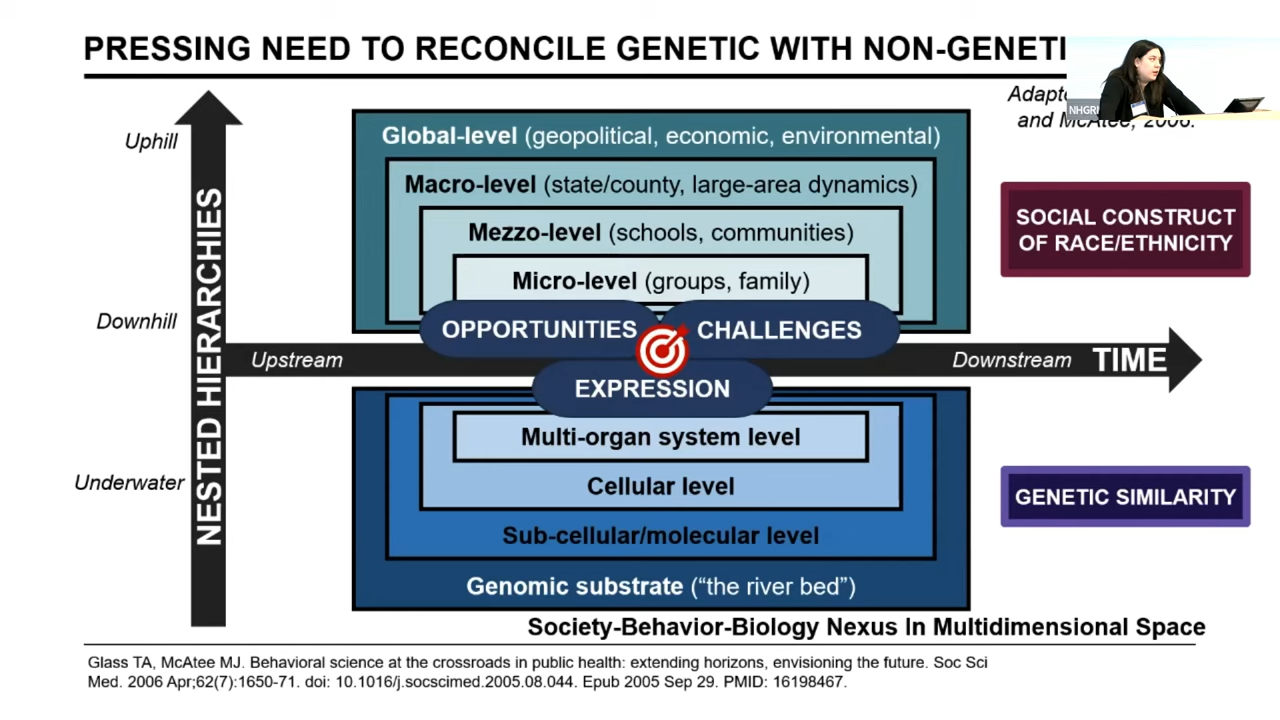 PRESSING NEED TO RECONCILE GENETIC WITH NON-GENETI
NHGRI
and McAtee, 2006.
Uphill
Global-level (geopolitical, economic, environmental)
Macro-level (state/county, large-area dynamics)
Mezzo-level (schools, communities)
Micro-level (groups, family)
SOCIAL CONSTRUCT
OF RACE/ETHNICITY
NESTED HIERARCHIES
Downhill
OPPORTUNITIES
CHALLENGES
Upstream
Downstream
TIME
EXPRESSION
Multi-organ system level
Underwater
Cellular level
GENETIC SIMILARITY
Sub-cellular/molecular level
Genomic substrate (“the river bed”)
Society-Behavior-Biology Nexus In Multidimensional Space
Glass TA, McAtee MJ. Behavioral science at the crossroads in public health: extending horizons, envisioning the future. Soc Sci
Med. 2006 Apr;62(7):1650-71. doi: 10.1016/j.socscimed.2005.08.044. Epub 2005 Sep 29. PMID: 16198467.